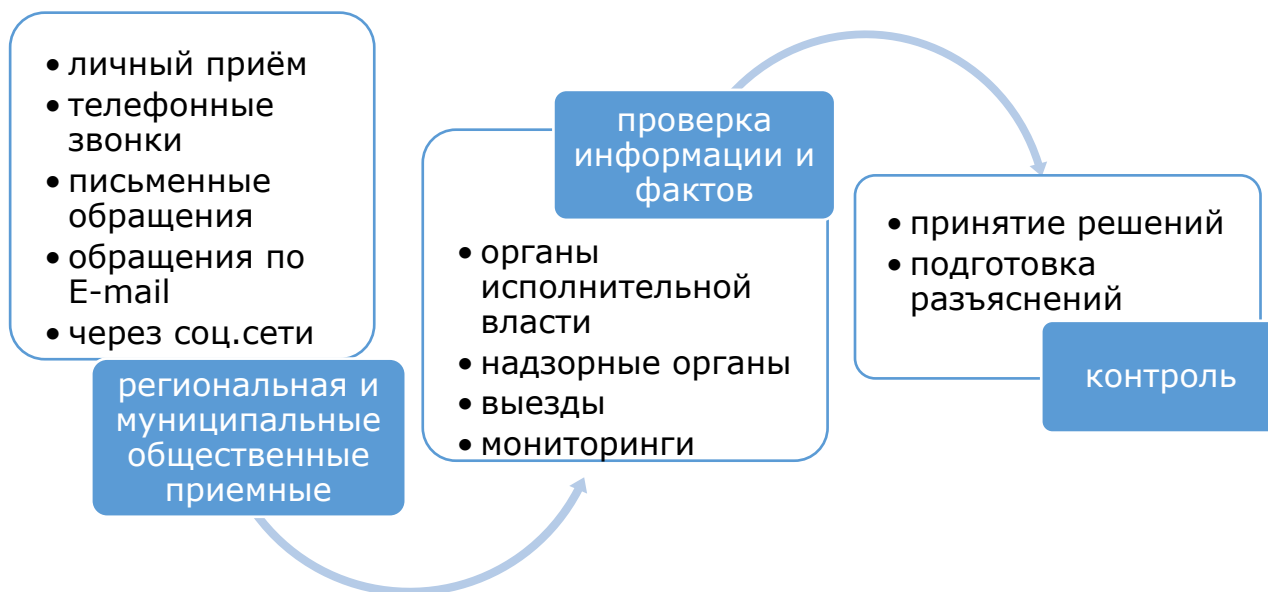 • личный приём
• телефонные
звонки
• письменные
обращения
• обращения по
E-mail
• через соц.сети
региональная и
муниципальные
общественные
приемные
проверка
информации и
фактов
• органы
исполнительной
власти
• надзорные органы
• выезды
• мониторинги
• принятие решений
• подготовка
разъяснений
контроль